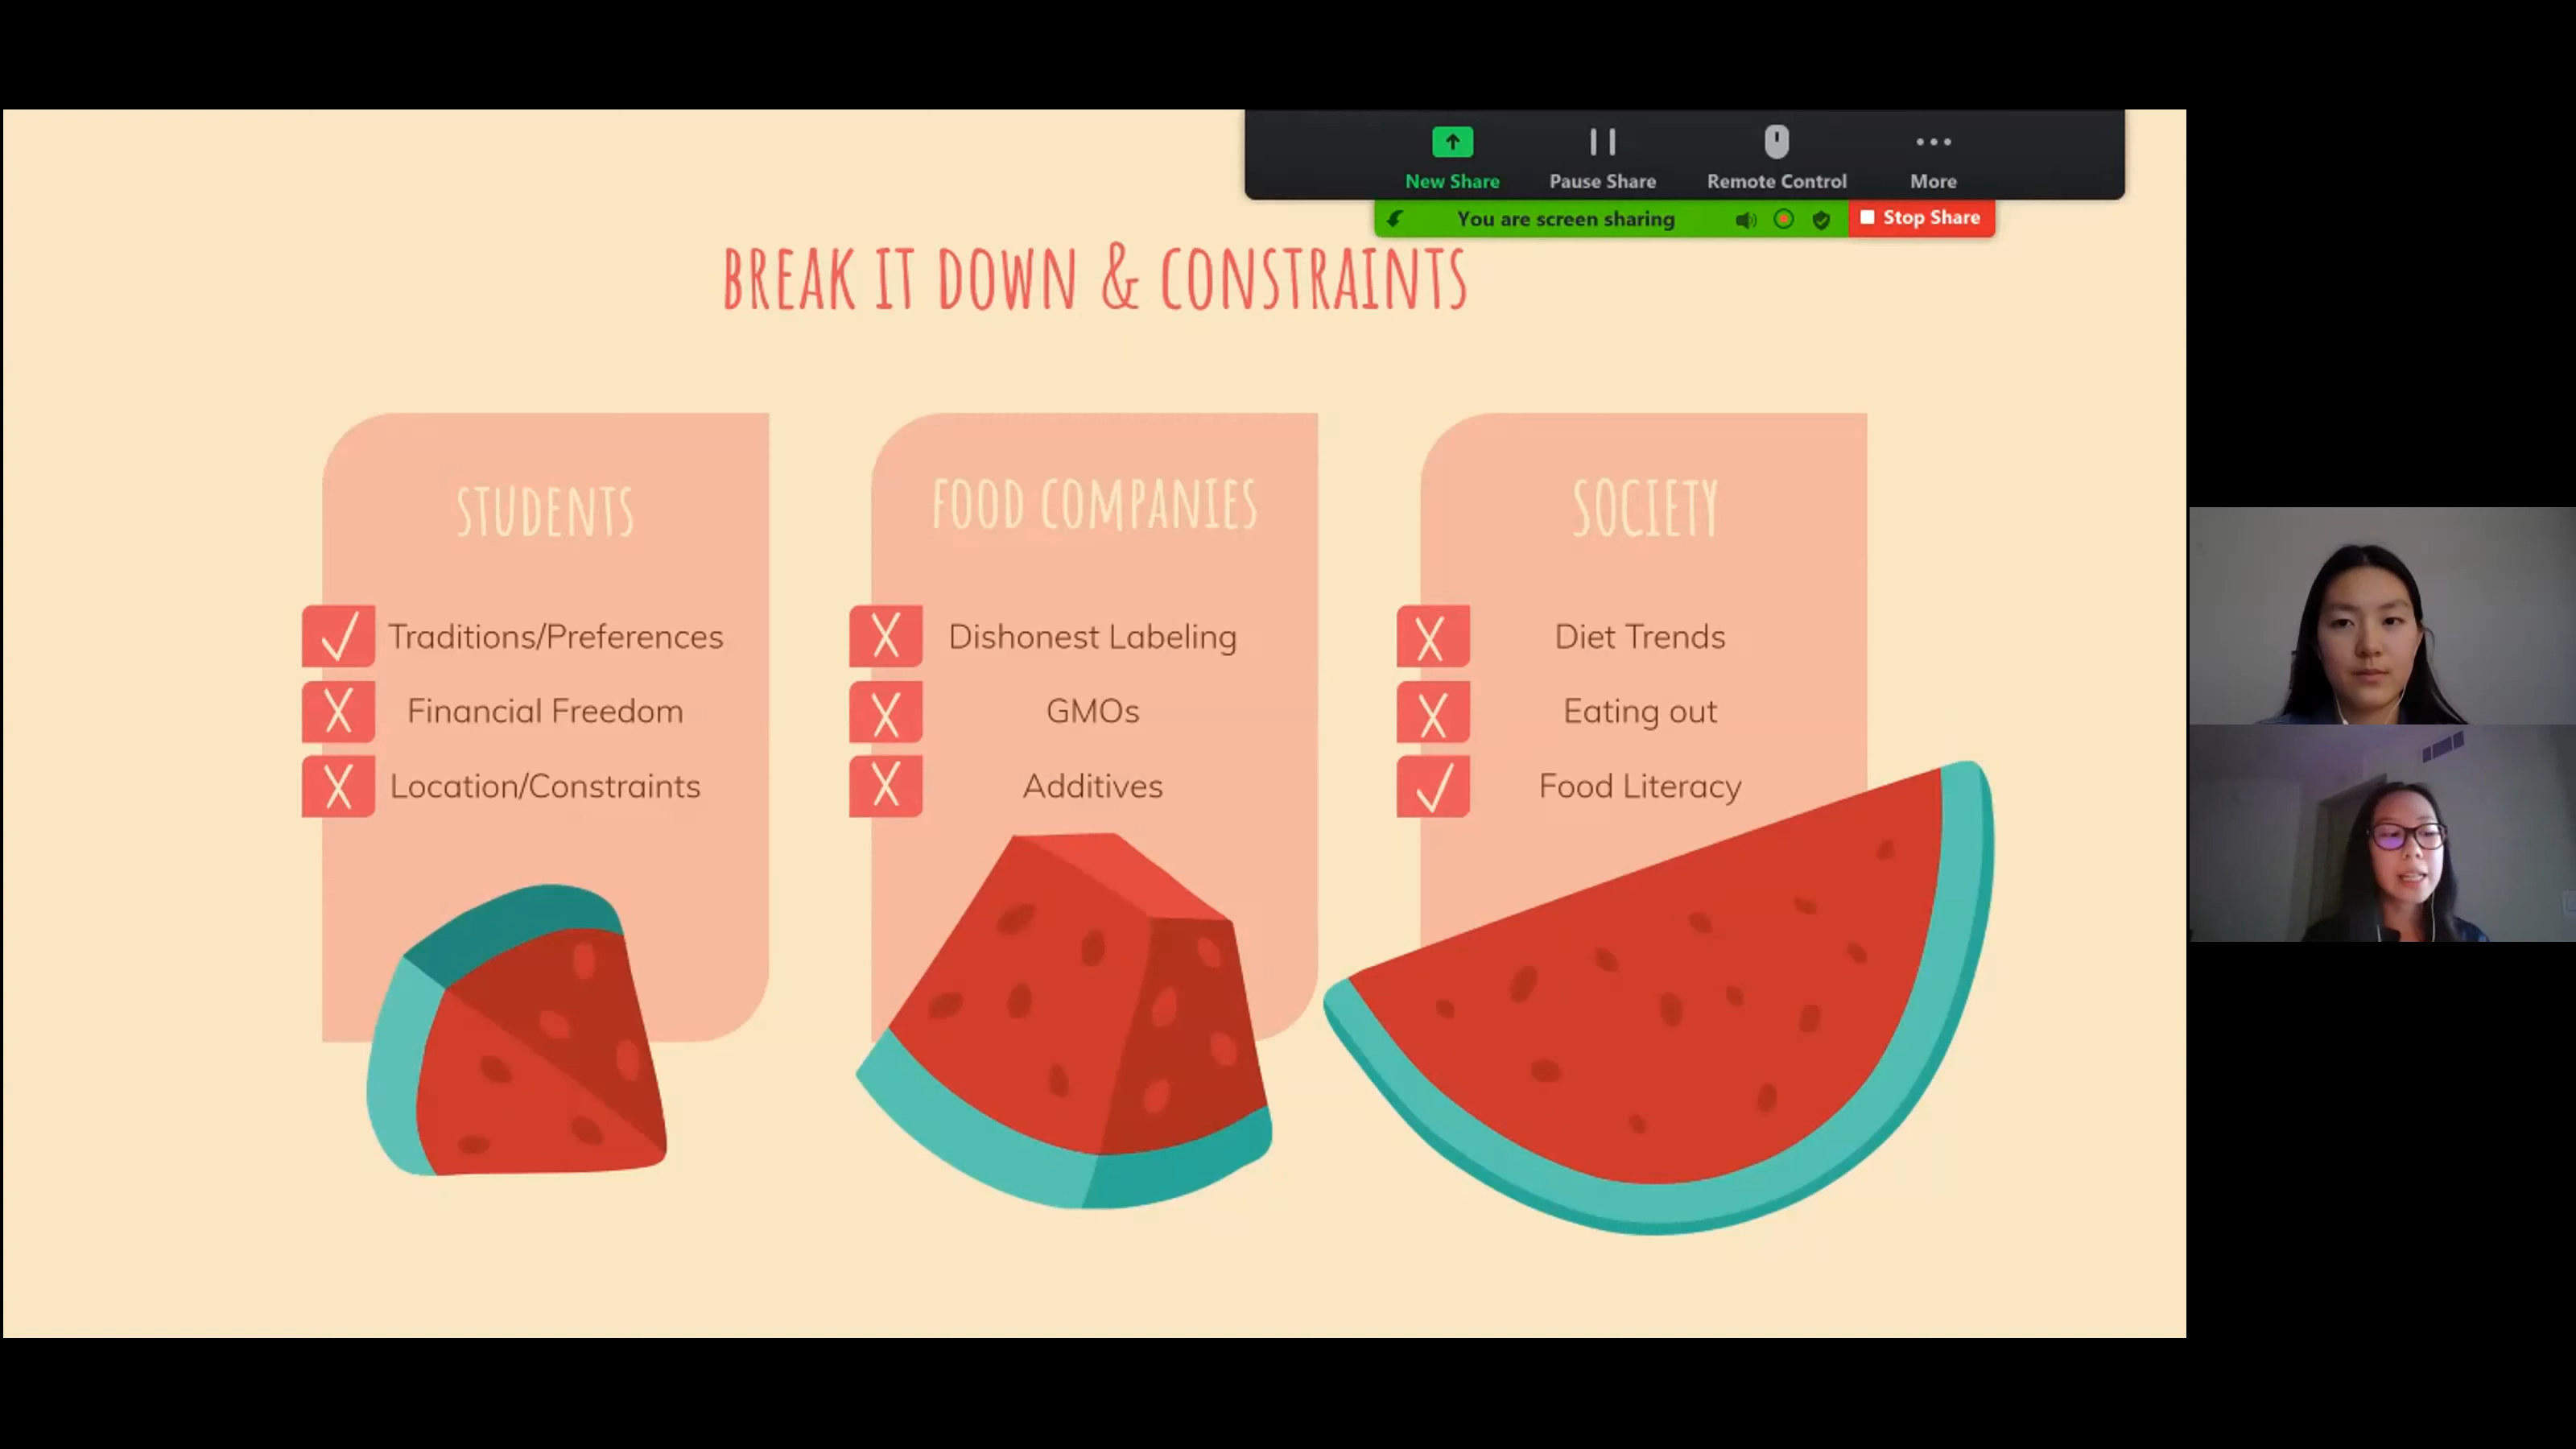 New Share Pause Share Remote Control More
You are screen sharing Stop Share
BREAK IT DOWN & CONSTRAINTS
STUDENTS
Traditions/Preferences
Financial Freedom
Location/Constraints
FOOD COMPANIES
Dishonest Labeling
GMOs
Additives
SOCIETY
Diet Trends
Eating out
Food Literacy